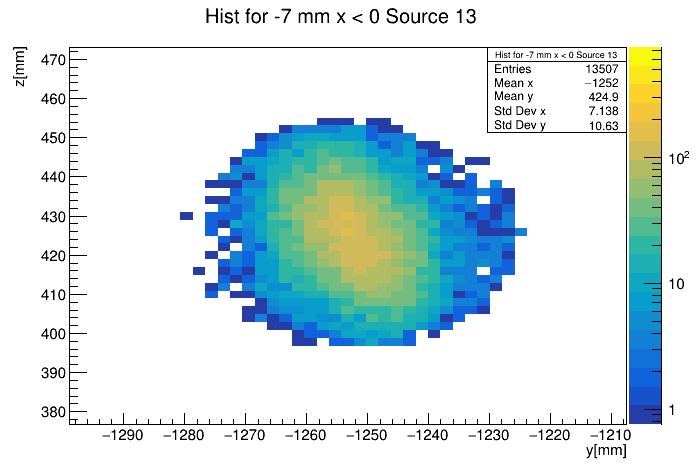 Hist for -7 mm x < 0 Source 13
z[mm]
470
460
450
440
430
420
410
400
390
380
−1290 −1280 −1270 −1260 −1250 −1240 −1230 −1220 −1210
y[mm]
Hist for -7 mm x < 0 Source 13
Entries 13507
Mean x −1252
Mean y 424.9
Std Dev x 7.138
Std Dev y 10.63
10²
10
1